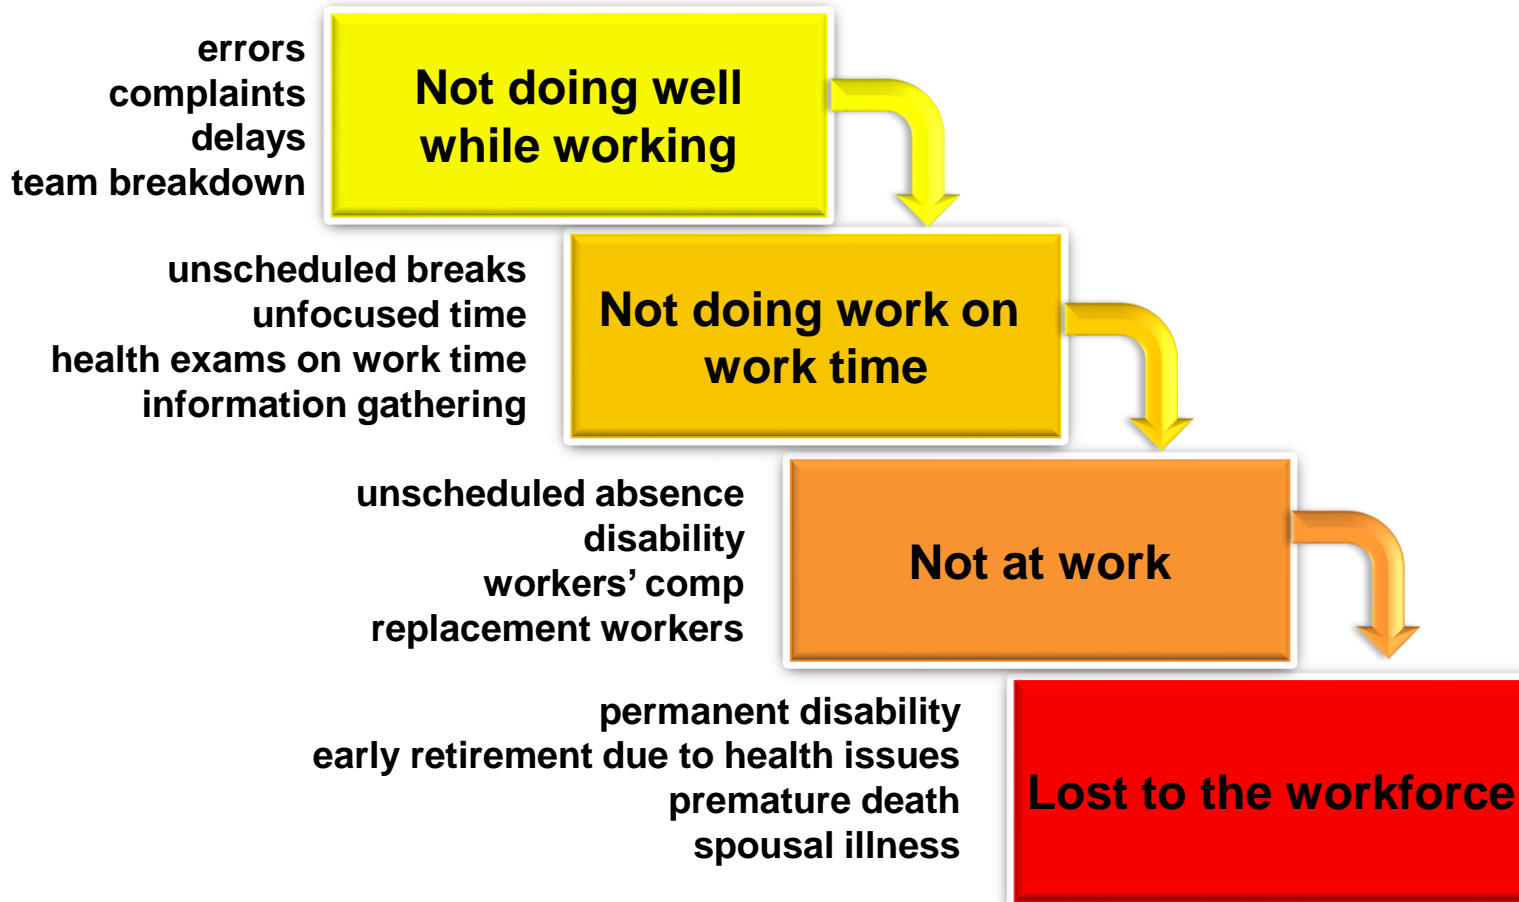 errors
complaints
delays
team breakdown
Not doing well
while working
unscheduled breaks
unfocused time
health exams on work time
information gathering
Not doing work on
work time
unscheduled absence
disability
workers’ comp
replacement workers
Not at work
permanent disability
early retirement due to health issues
premature death
spousal illness
Lost to the workforce